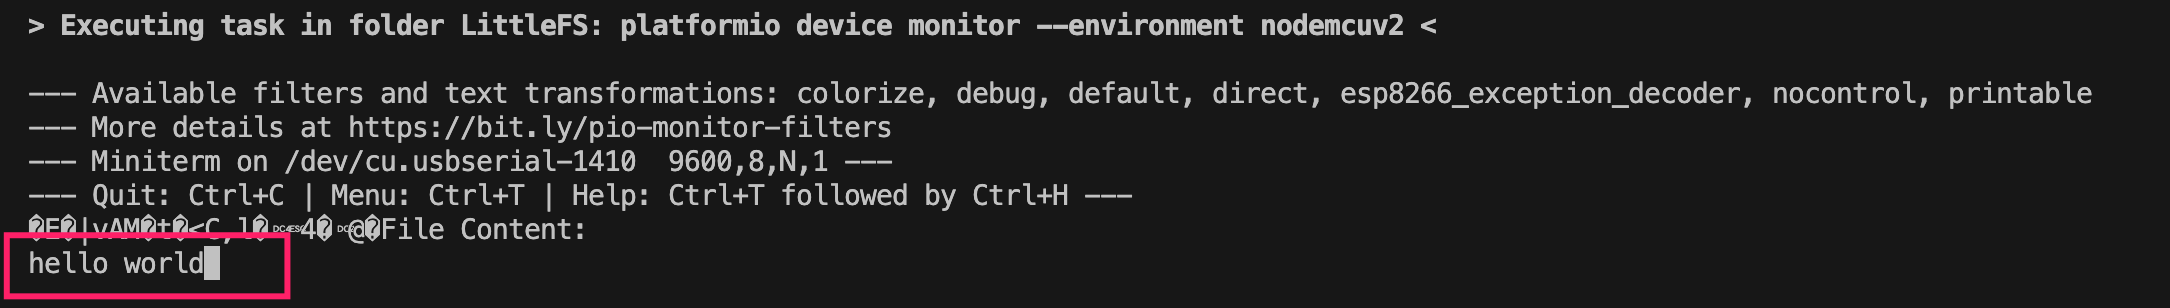 > Executing task in folder LittleFS: platformio device monitor --environment nodemcuv2 <
--- Available filters and text transformations: colorize, debug, default, direct, esp8266_exception_decoder, nocontrol, printable
--- More details at https://bit.ly/pio-monitor-filters
--- Miniterm on /dev/cu.usbserial-1410  9600,8,N,1 ---
--- Quit: Ctrl+C | Menu: Ctrl+T | Help: Ctrl+T followed by Ctrl+H ---
�E�|vAM�t�<C,l�4�@�File Content:
hello world